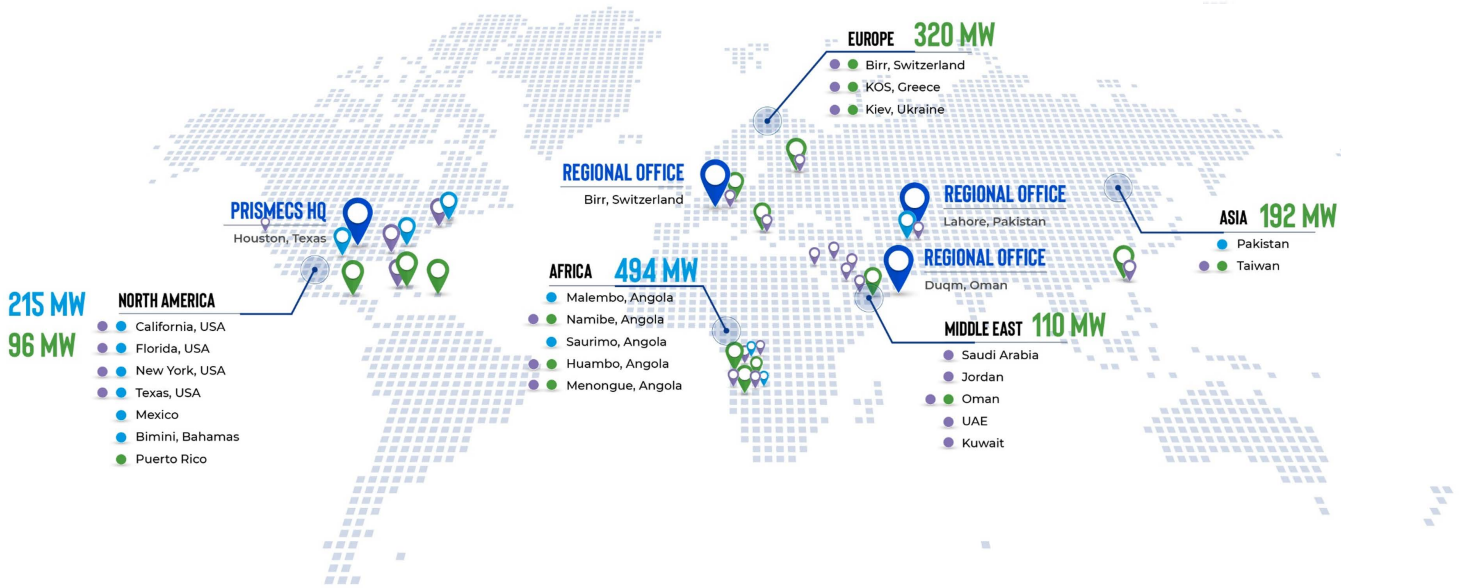 EUROPE 320 MW
Birr, Switzerland
KOS, Greece
Kiev, Ukraine
REGIONAL OFFICE
Birr, Switzerland
REGIONAL OFFICE
Lahore, Pakistan
PRISMECS HQ
Houston, Texas
ASIA 192 MW
Pakistan
Taiwan
REGIONAL OFFICE
Duqm, Oman
AFRICA 494 MW
Malembo, Angola
Namibe, Angola
Saurimo, Angola
Huambo, Angola
Menongue, Angola
215 MW
96 MW
NORTH AMERICA
California, USA
Florida, USA
New York, USA
Texas, USA
Mexico
Bimini, Bahamas
Puerto Rico
MIDDLE EAST 110 MW
Saudi Arabia
Jordan
Oman
UAE
Kuwait